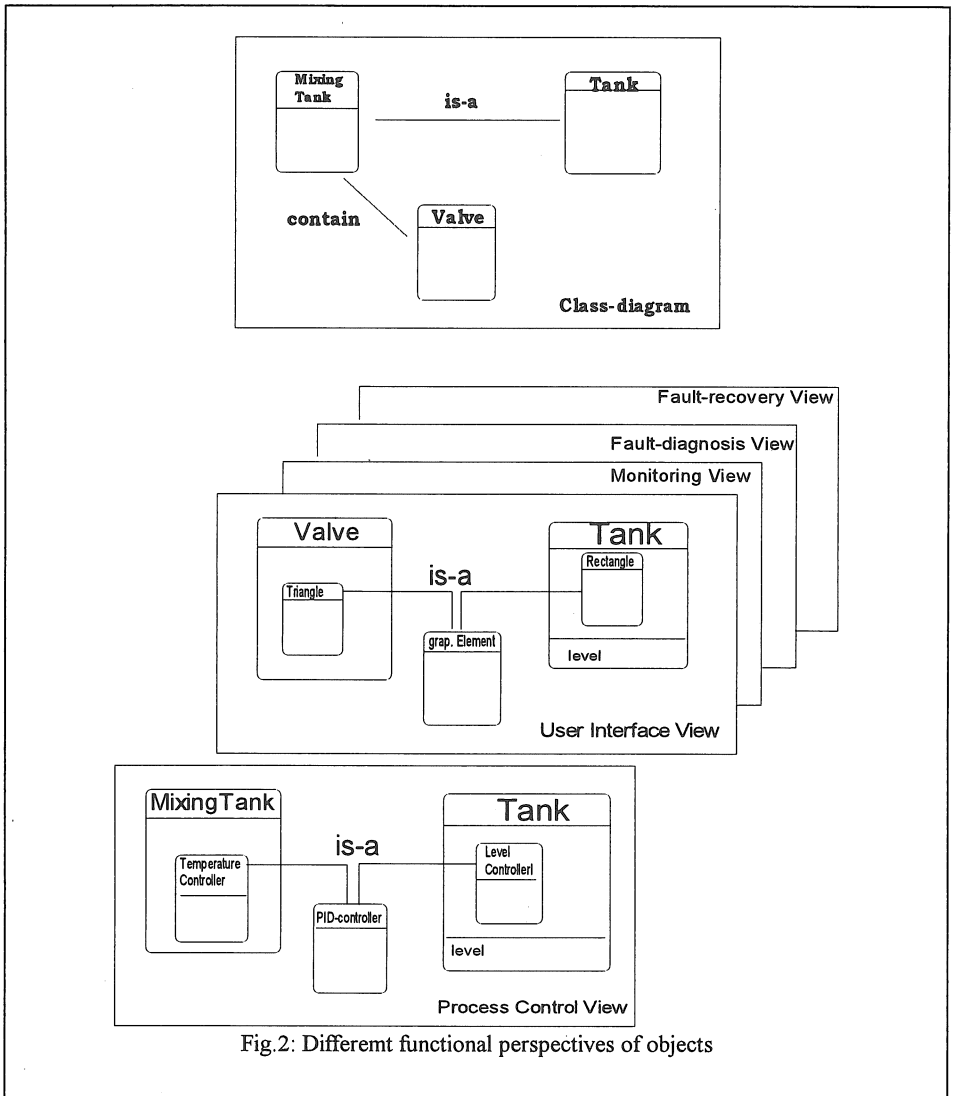 Mixing
Tank
Tank
is-a
contain
Valve
Class-diagram
Fault-recovery View
Fault-diagnosis View
Monitoring View
Valve
Tank
Rectangle
is-a
Triangle
grap. Element
level
User Interface View
MixingTank
Tank
is-a
Temperature
Controller
Level
Controllerl
PID-controller
level
Process Control View
Fig.2: Differemt functional perspectives of objects